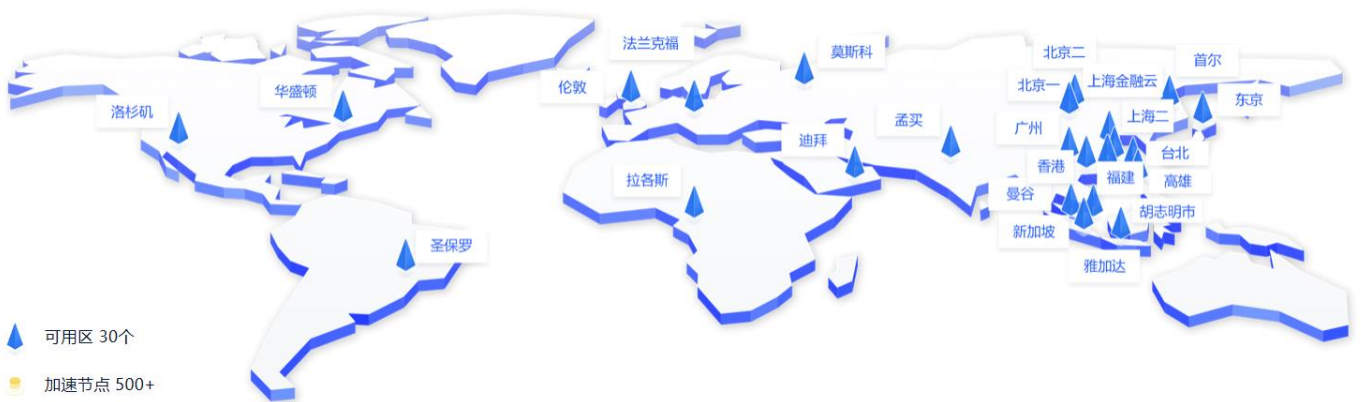 法兰克福
莫斯科
北京二
首尔
伦敦
华盛顿
北京一
上海金融云
东京
洛杉矶
孟买
广州
上海二
迪拜
台北
香港
拉各斯
福建
高雄
曼谷
胡志明市
新加坡
圣保罗
雅加达
可用区 30个
加速节点 500+